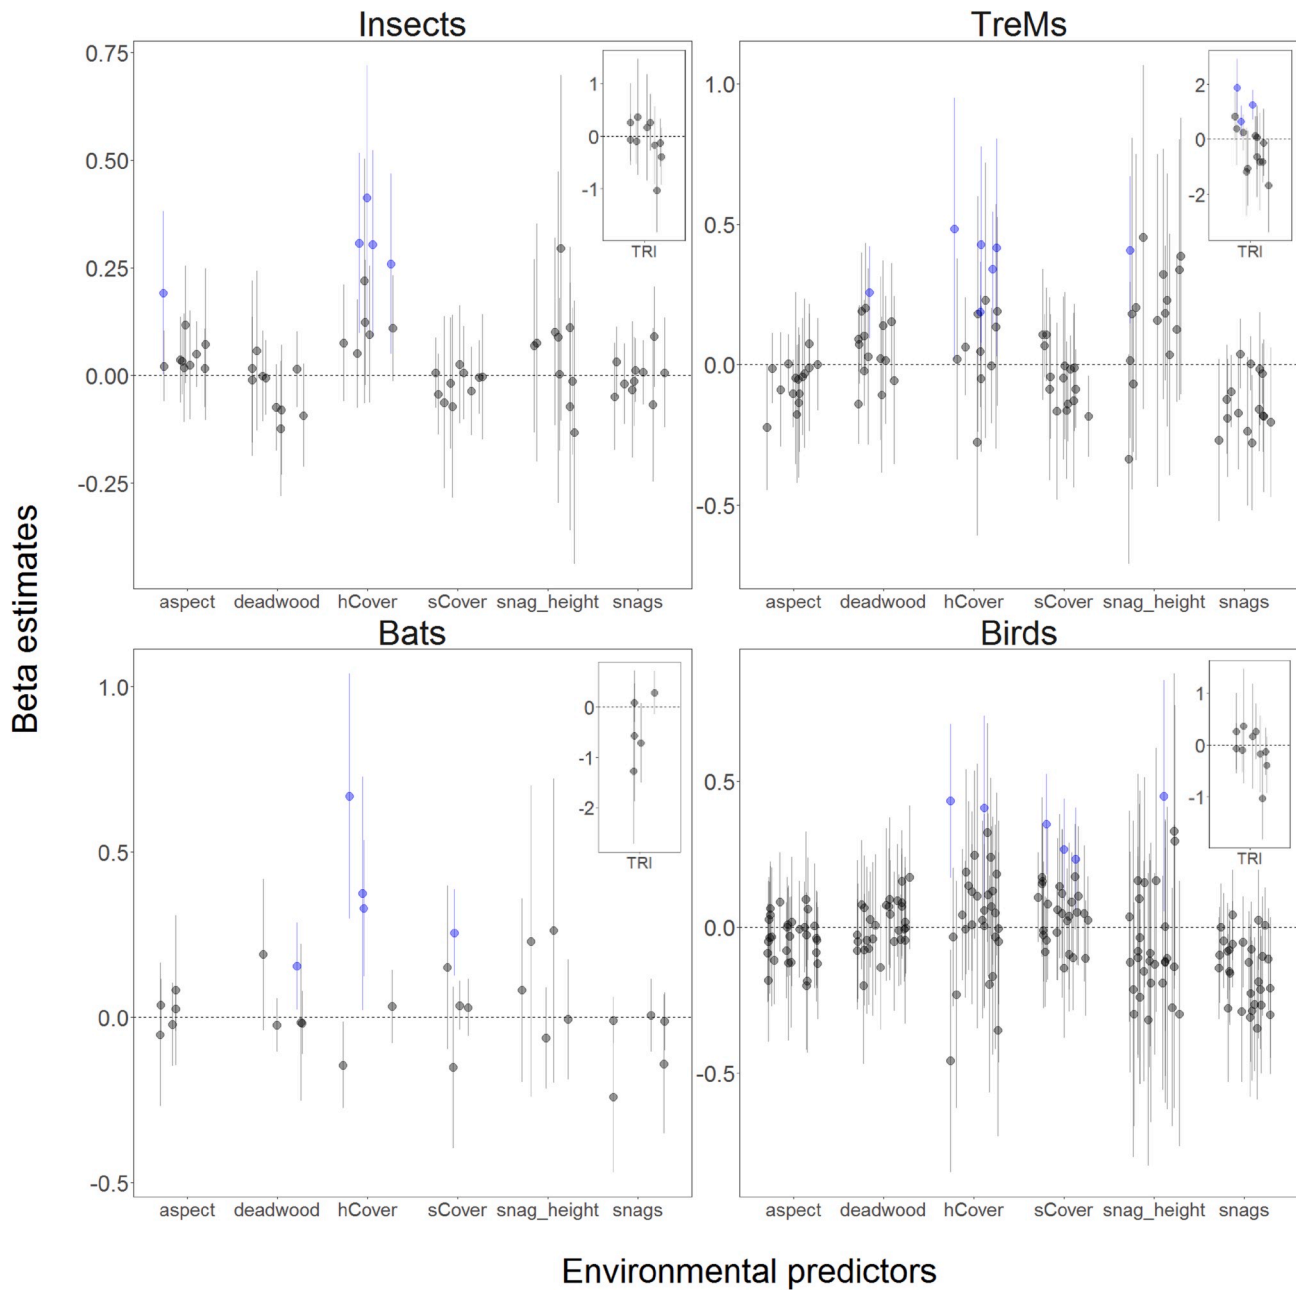 Insects
TreMs
0.75
0.50
0.25
0.00
-0.25
1
0
-1
TRI
1.0
0.5
0.0
-0.5
2
0
-2
TRI
aspect deadwood hCover sCover snag_height snags
aspect deadwood hCover sCover snag_height snags
Beta estimates
Bats
Birds
1.0
0.5
0.0
-0.5
0
-1
-2
TRI
0.5
0.0
-0.5
1
0
-1
TRI
aspect deadwood hCover sCover snag_height snags
aspect deadwood hCover sCover snag_height snags
Environmental predictors